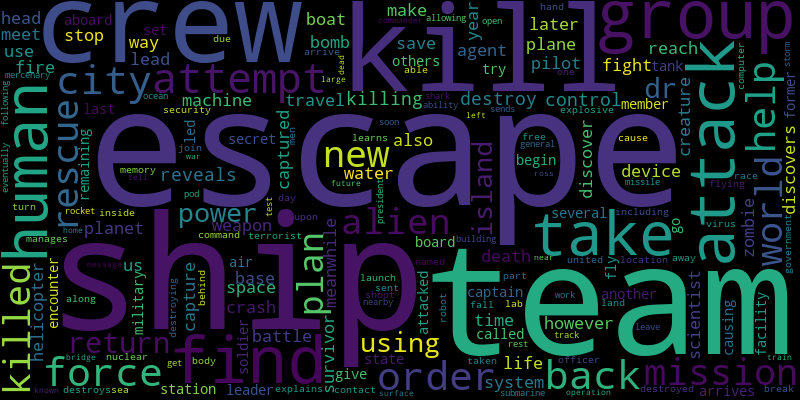 head
aboard
set
crew
kill
commander
allowing
open
hand
group
meet
stop
way
due
boat
make
arrive
year
one
storm
use
fire
lead
bomb
save
agent
plane
later
reach
computer
mercenary
city
attempt
large
dead
others
able
try
pilot
fight
tank
dr
following
human
last
machine
travel
killing
destroy
control
member
attack
help
rescue
ocean
security
shark
ability
sends
left
explosive
creature
discovers
remaining
escape
joined
war
secret
captured
men
new
soon
learns
also
free
general
begin
discover
cause
former
eventually
reveals
memory
fall
water
island
ross
device
missile
flying
race
world
turn
rocket
inside
pod
test
day
future
president
several
go
including
virus
government
home
planet
power
weapon
upon
alien
take
zombie
manages
ship
command
terrorist
plan
meanwhile
board
building
death
fly
united
location
away
near
killed
helicopter
encounter
message
along
us
military
destroying
capture
behind
air
base
space
launch
sent
shoot
nearby
named
attacked
robot
captain
part
land
another
team
scientist
causing
facility
return
find
crash
soldier
battle
survivor
using
time
called
fall
lab
rest
work
track
however
leave
bridge
nuclear
get
body
state
taken
life
officer
train
force
station
leader
explains
give
contact
order
system
back
mission
known
destroys
sea
surface
submarine
operation
destroyed
arrives
break